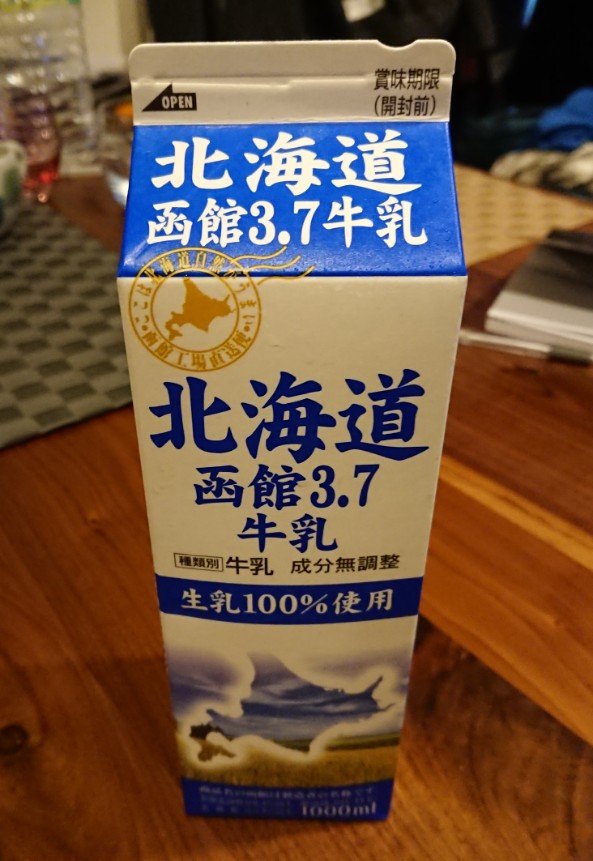 OPEN
賞味期限
(開封前)
北海道
函館3.7牛乳
北海道
函館3.7
牛乳
種類別 牛乳 成分無調整
生乳100%使用
1000ml